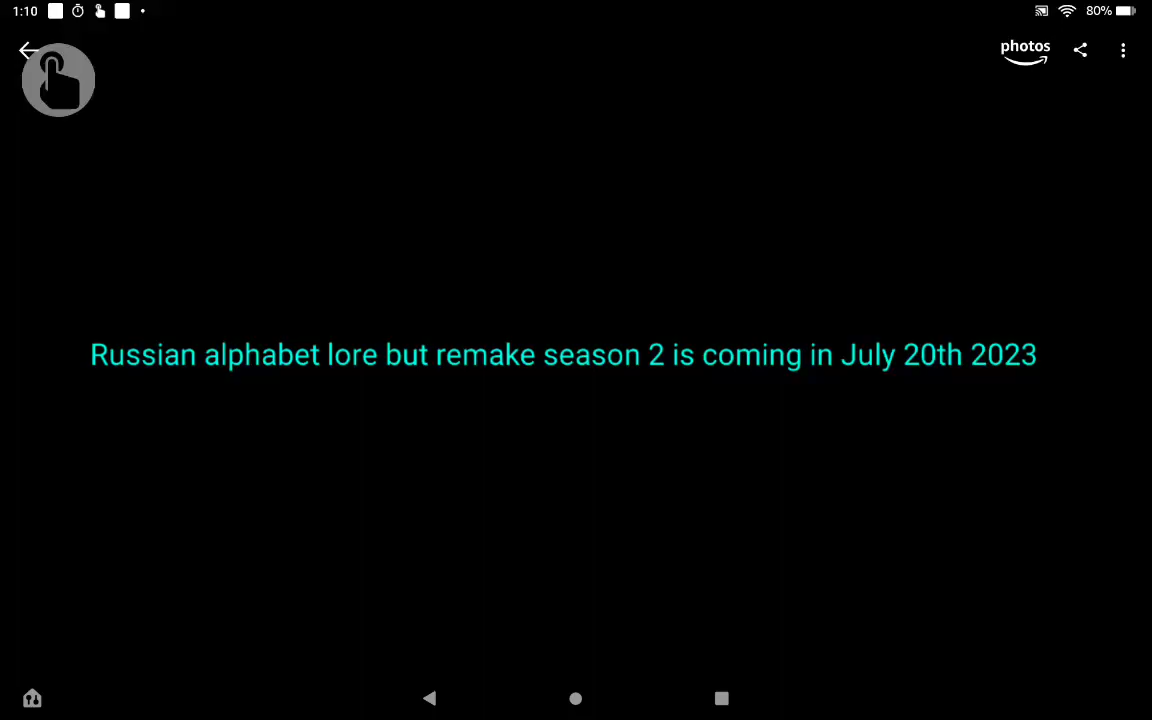 1:10
80%
photos
Russian alphabet lore but remake season 2 is coming in July 20th 2023